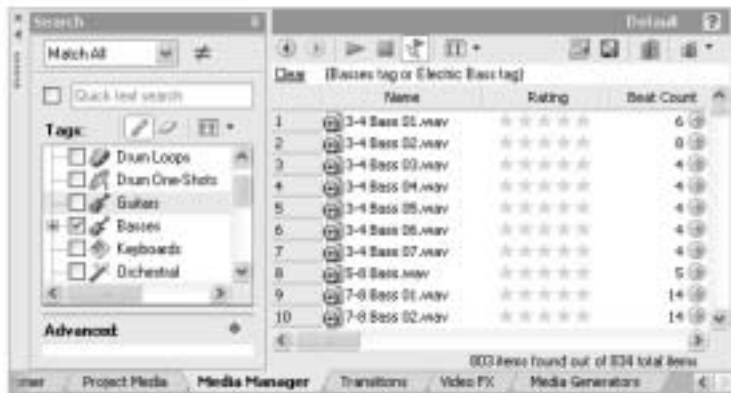 Search
Match All
Quick text search
Tags:
Drum Loops
Drum One-Shots
Guitars
Basses
Keyboards
Orchestral
Advanced
Default
Clear (Basses tag or Electric Bass tag)
Name Rating Beat Count
1 3-4 Bass 01.wav 6
2 3-4 Bass 02.wav 8
3 3-4 Bass 03.wav 4
4 3-4 Bass 04.wav 4
5 3-4 Bass 05.wav 4
6 3-4 Bass 06.wav 4
7 3-4 Bass 07.wav 4
8 5-8 Bass.wav 5
9 7-8 Bass 01.wav 14
10 7-8 Bass 02.wav 14
803 items found out of 834 total items
mer Project Media Media Manager Transitions Video FX Media Generators